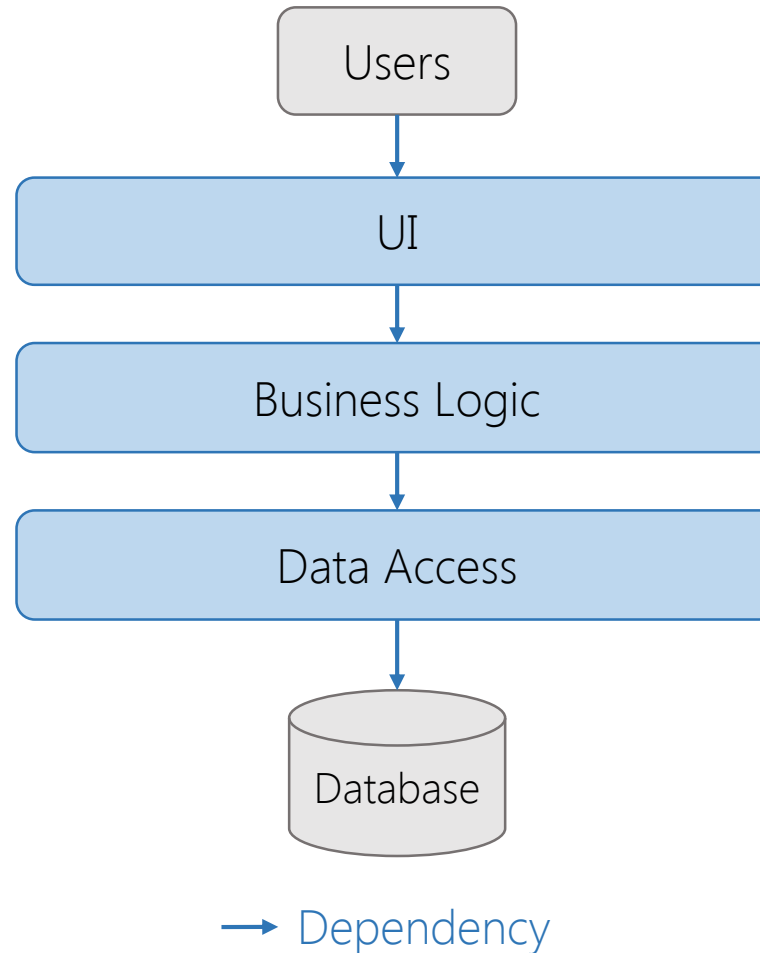 Users
UI
Business Logic
Data Access
Database
Dependency